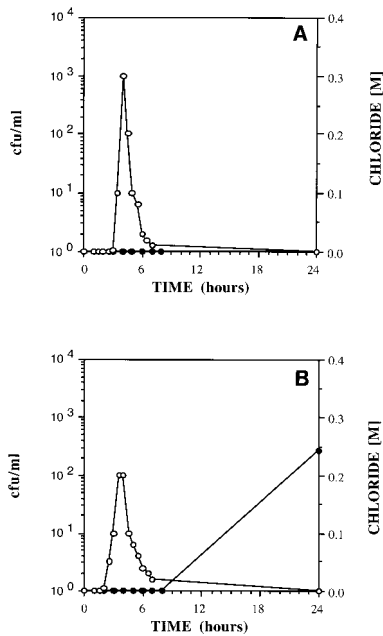 A
10^4
10^3
10^2
10^1
10^0
cfu/ml
0.4
0.3
0.2
0.1
0.0
CHLORIDE [M]
0 6 12 18 24
TIME (hours)
B
10^4
10^3
10^2
10^1
10^0
cfu/ml
0.4
0.3
0.2
0.1
0.0
CHLORIDE [M]
0 6 12 18 24
TIME (hours)